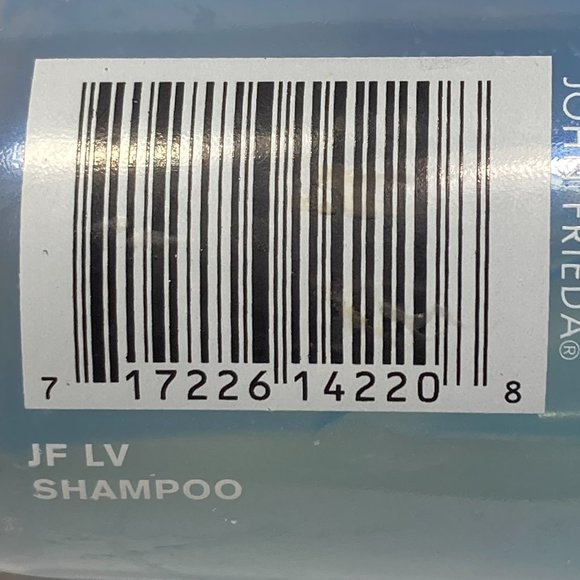 JOHN FRIEDA®
7 17226 14220 8
JF LV
SHAMPOO